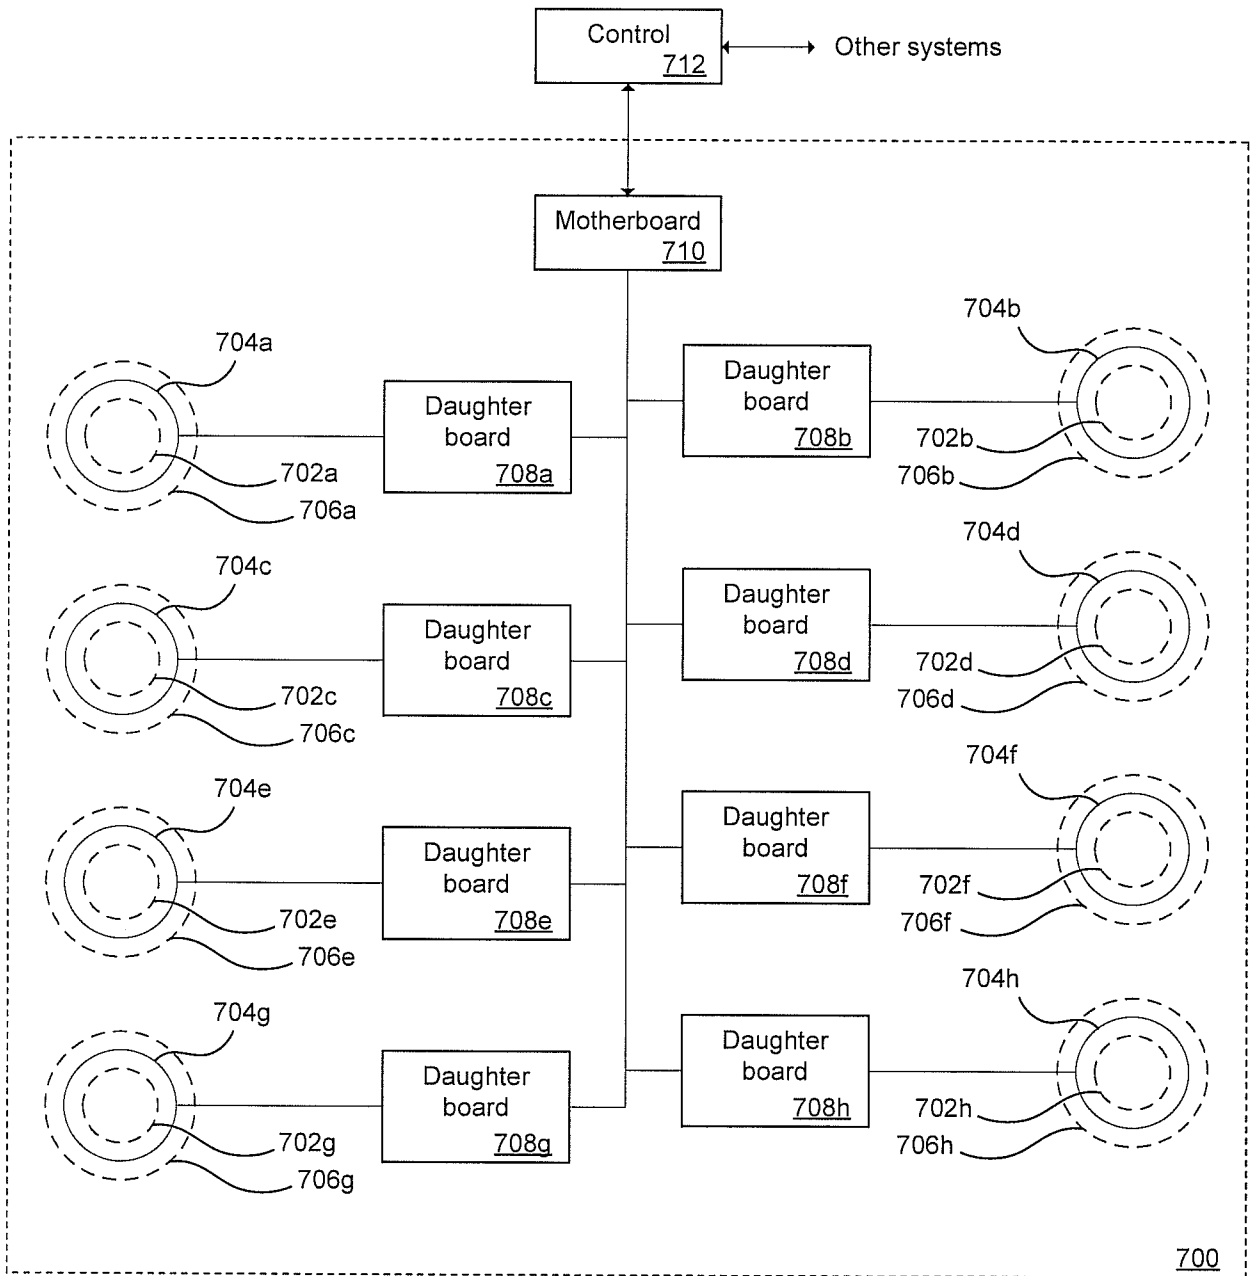 Control
712
Other systems
Motherboard
710
704a
Daughter
board
708a
702a
706a
704b
Daughter
board
708b
702b
706b
704c
Daughter
board
708c
702c
706c
704d
Daughter
board
708d
702d
706d
704e
Daughter
board
708e
702e
706e
704f
Daughter
board
708f
702f
706f
704g
Daughter
board
708g
702g
706g
704h
Daughter
board
708h
702h
706h
700